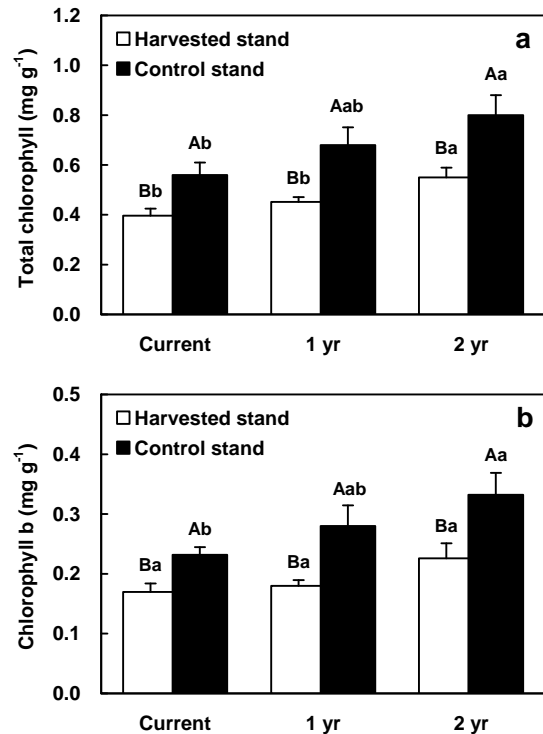 1.2
a
Harvested stand
1.0
Control stand
Aa
Aab
0.8
Ab
Ba
0.6
Bb
Bb
0.4
0.2
0.0
Total chlorophyll (mg g⁻¹)
Current 1 yr 2 yr
0.5
b
Harvested stand
Control stand
0.4
Aa
Aab
0.3
Ab
Ba
Ba
Ba
0.2
0.1
0.0
Chlorophyll b (mg g⁻¹)
Current 1 yr 2 yr